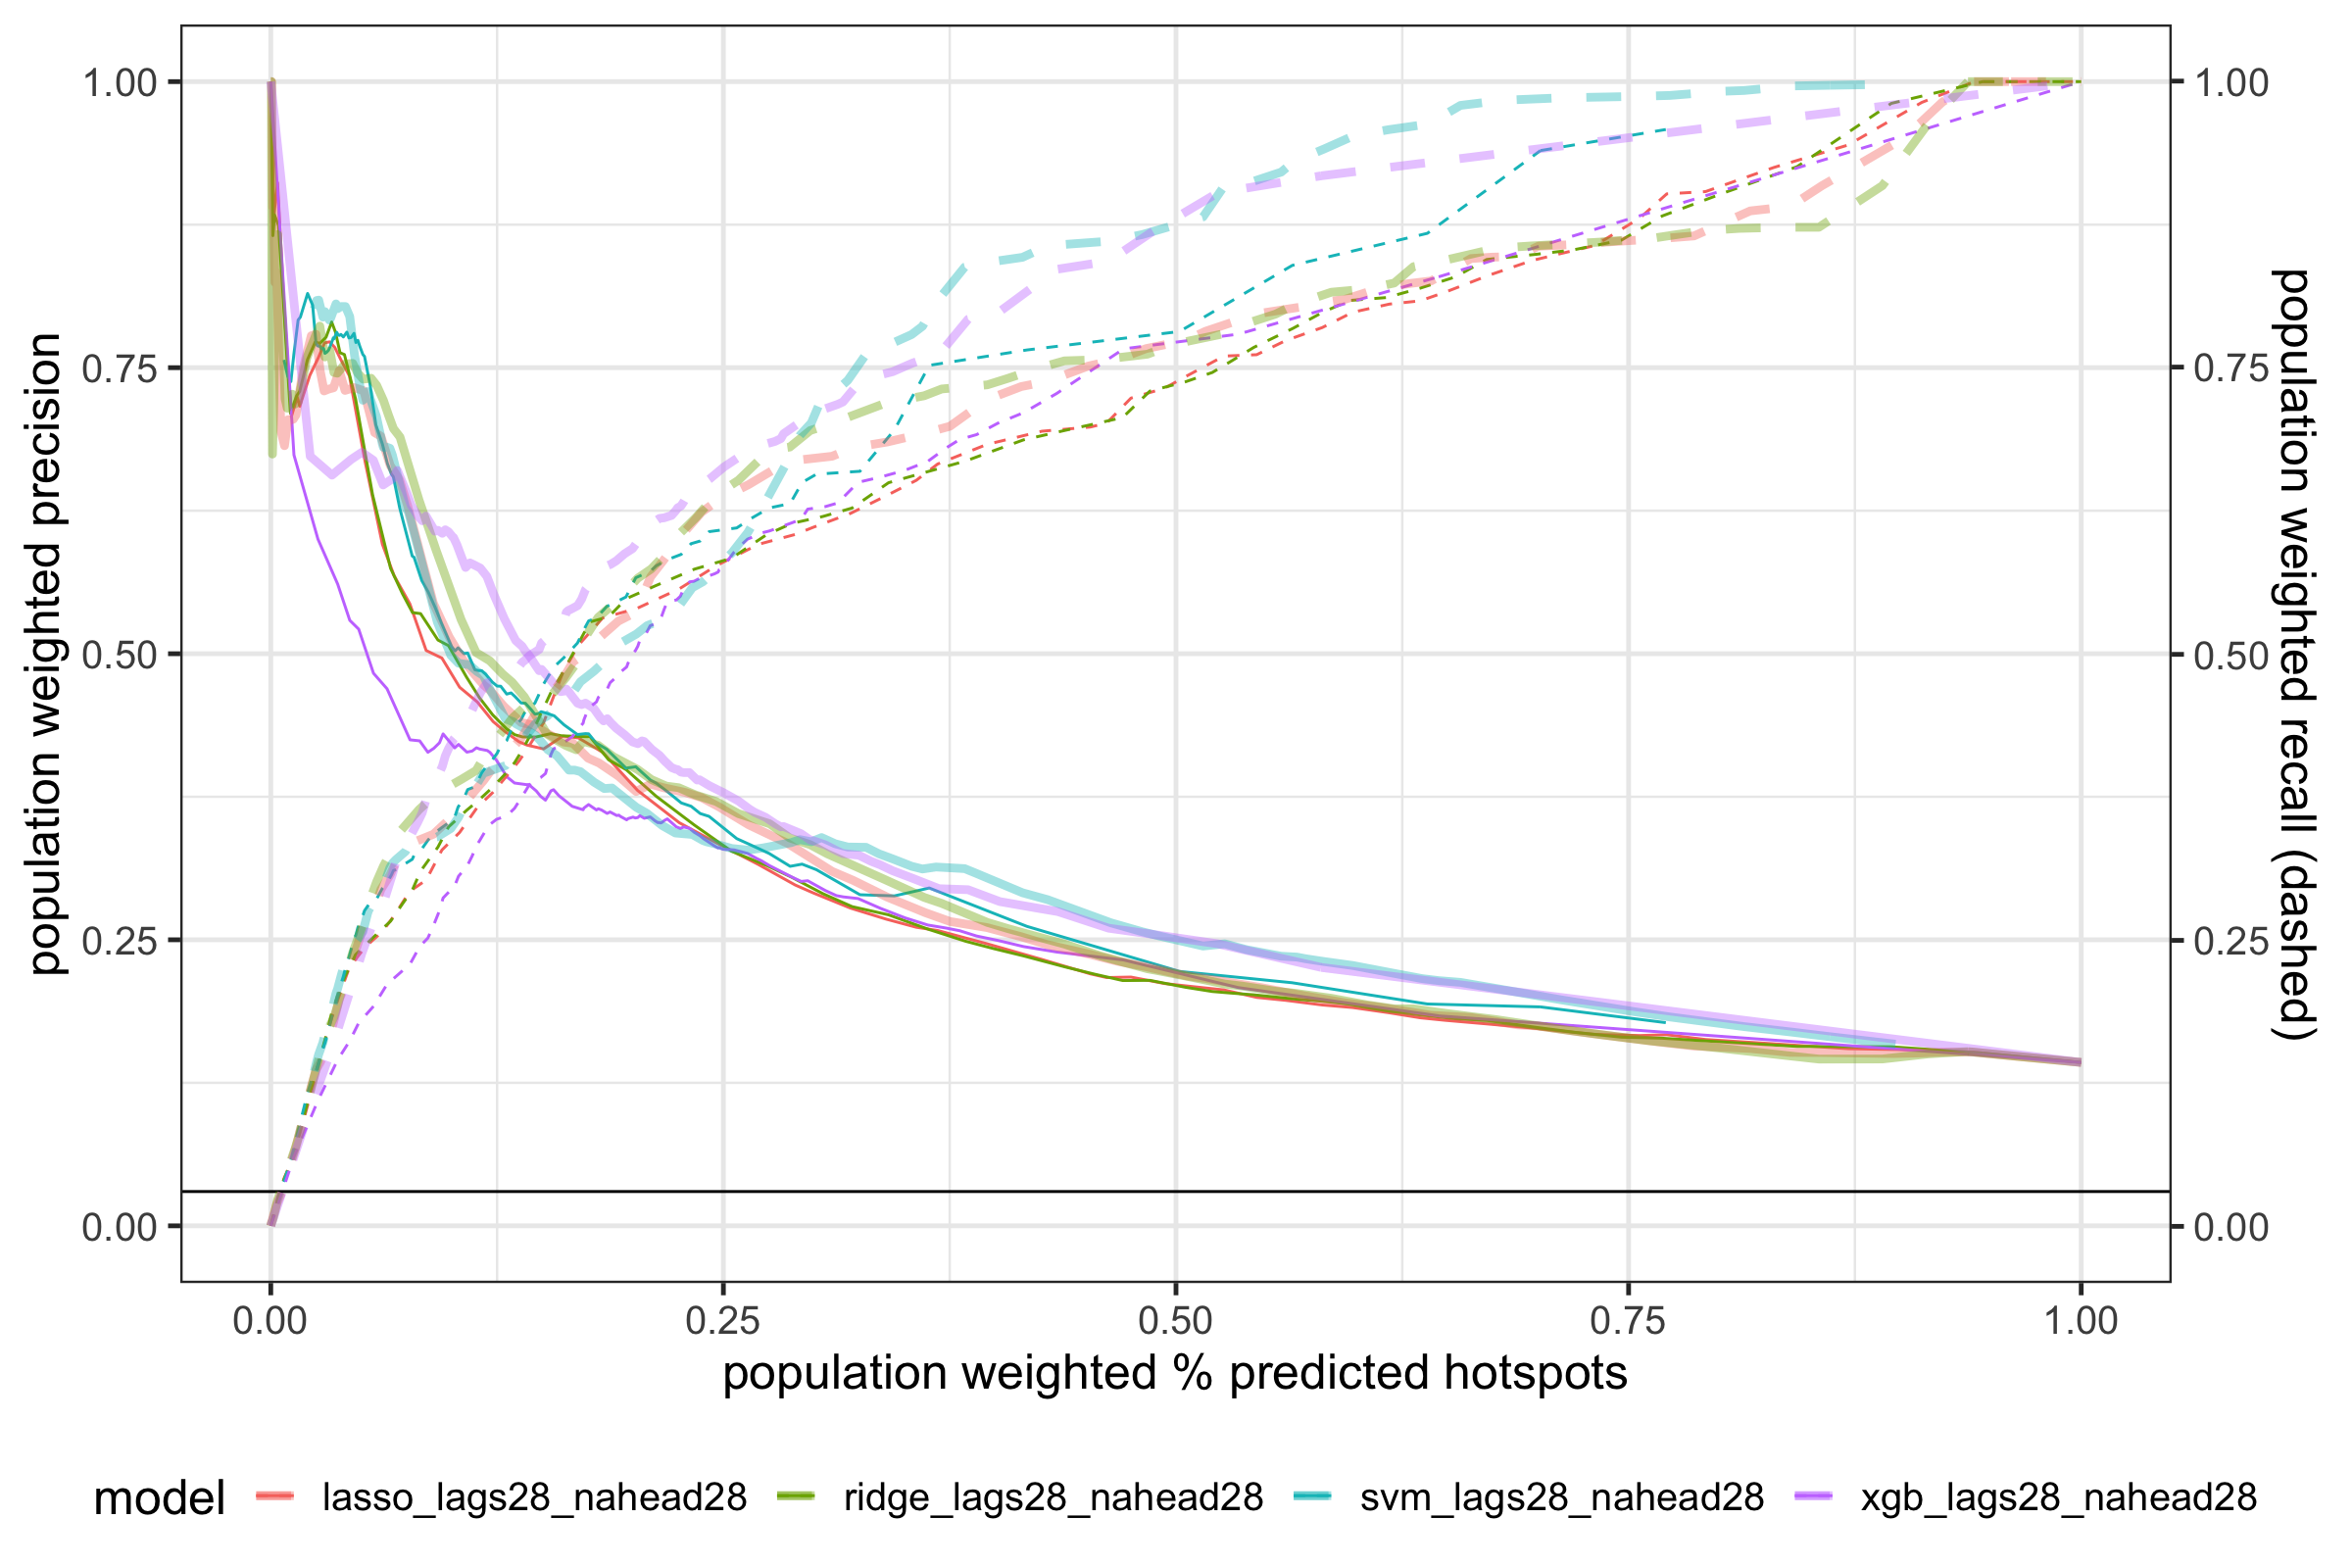 population weighted precision
1.00
0.75
0.50
0.25
0.00
1.00
0.75
0.50
0.25
0.00
population weighted recall (dashed)
0.00 0.25 0.50 0.75 1.00
population weighted % predicted hotspots
model lasso_lags28_nahead28 ridge_lags28_nahead28 svm_lags28_nahead28 xgb_lags28_nahead28